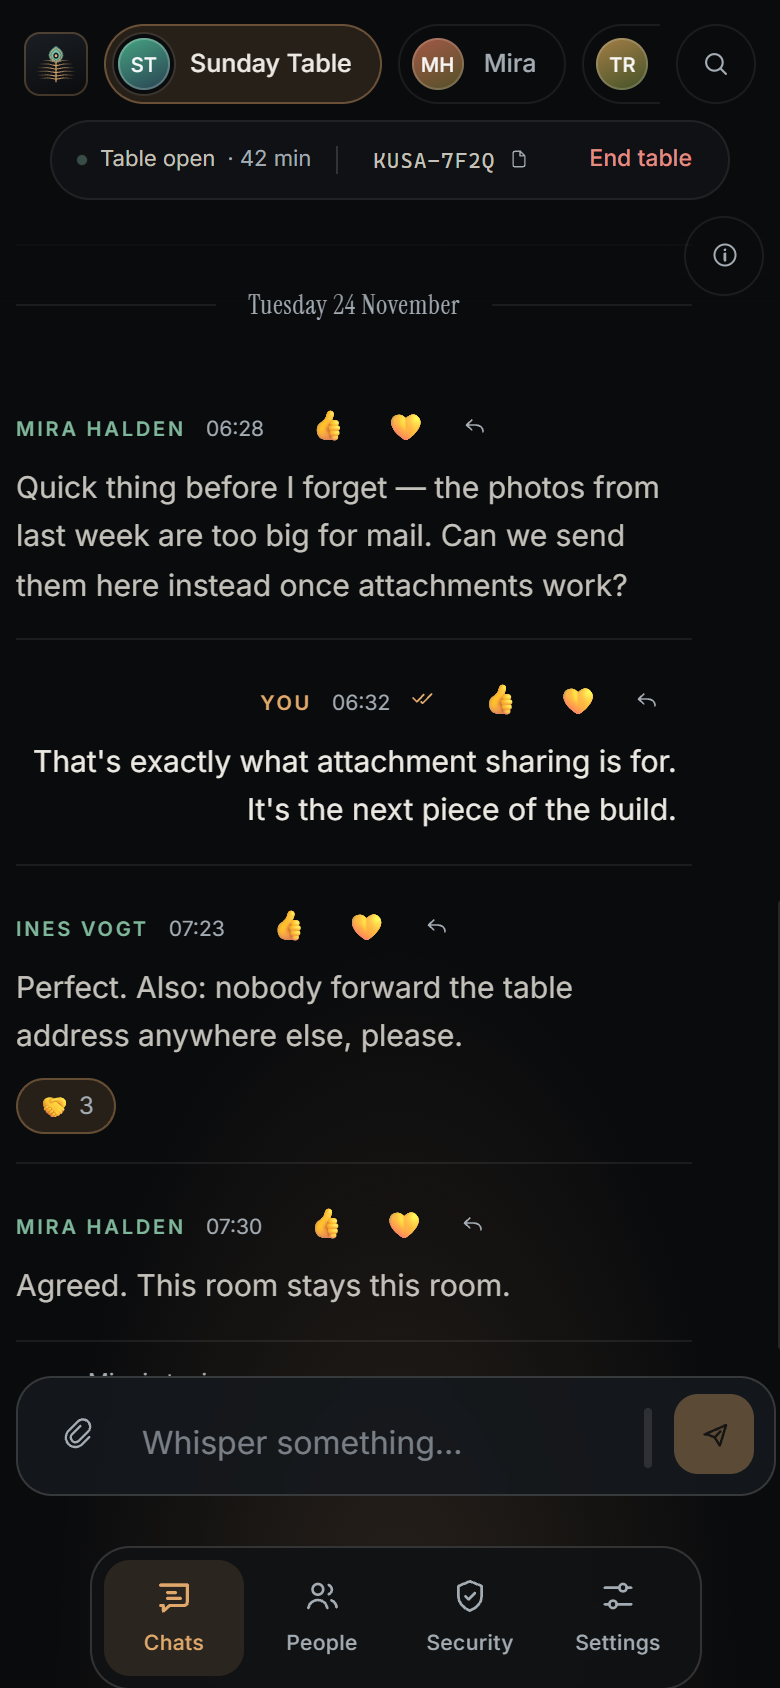 ST Sunday Table MH Mira TR
Table open · 42 min KUSA-7F2Q End table
Tuesday 24 November
MIRA HALDEN 06:28
Quick thing before I forget — the photos from
last week are too big for mail. Can we send
them here instead once attachments work?
YOU 06:32
That's exactly what attachment sharing is for.
It's the next piece of the build.
INES VOGT 07:23
Perfect. Also: nobody forward the table
address anywhere else, please.
3
MIRA HALDEN 07:30
Agreed. This room stays this room.
Whisper something...
Chats People Security Settings